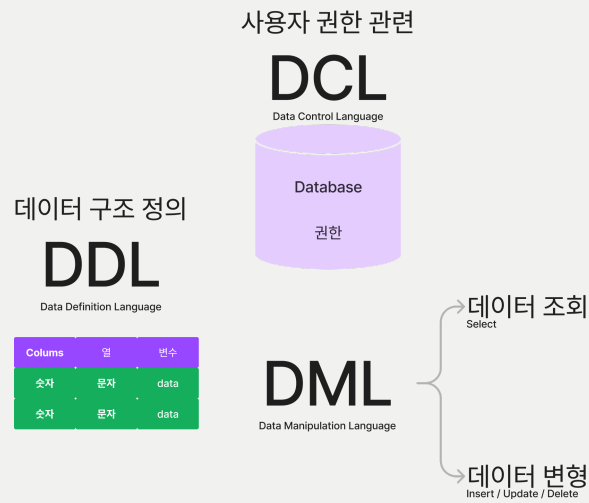 사용자 권한 관련
DCL
Data Control Language
Database
권한
데이터 구조 정의
DDL
Data Definition Language
Colums 열 변수
숫자 문자 data
숫자 문자 data
DML
Data Manipulation Language
데이터 조회
Select
데이터 변형
Insert / Update / Delete